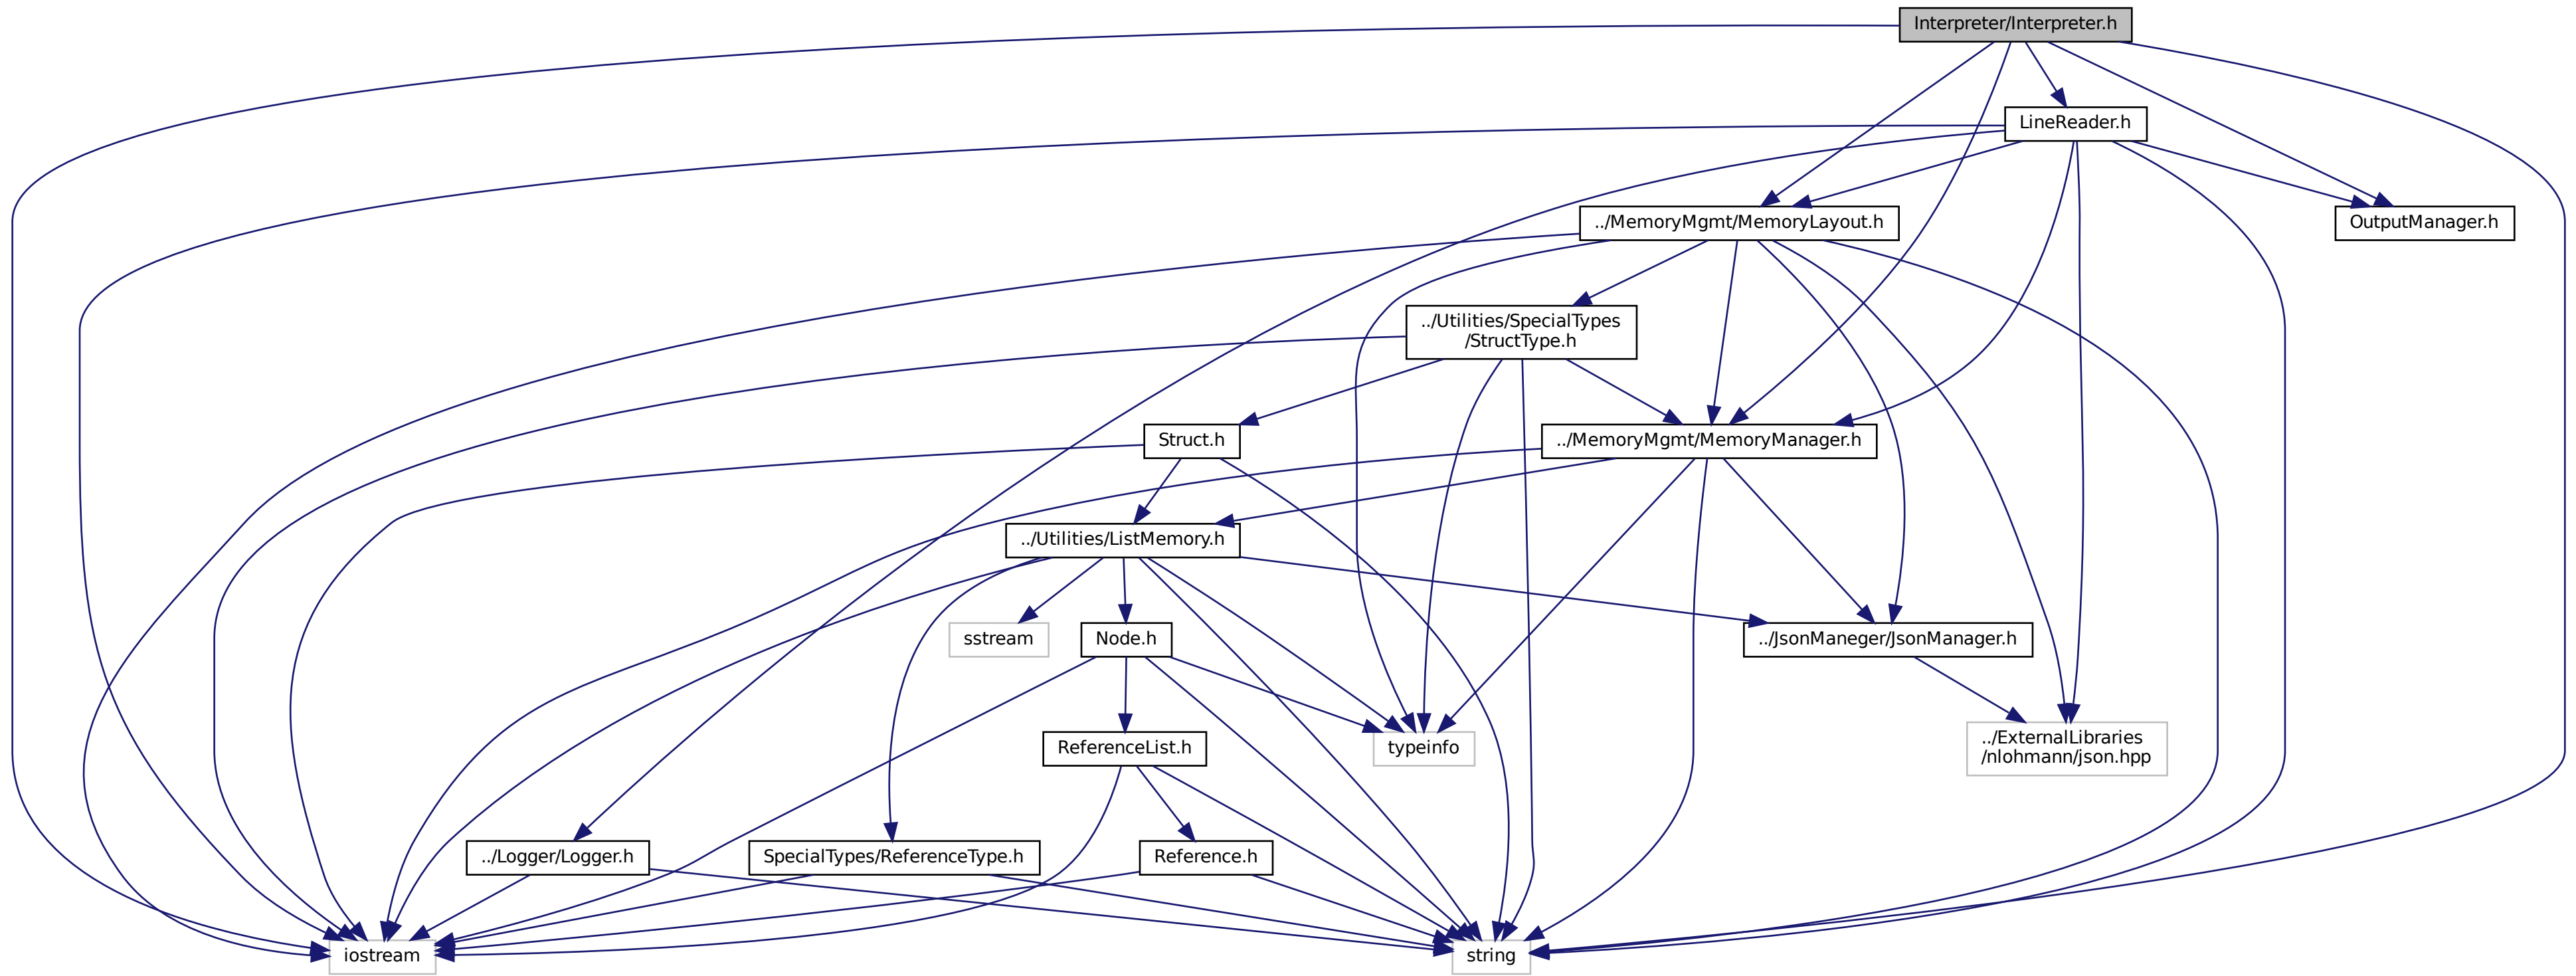 Interpreter/Interpreter.h
LineReader.h
../MemoryMgmt/MemoryLayout.h
OutputManager.h
../Utilities/SpecialTypes
/StructType.h
Struct.h
../MemoryMgmt/MemoryManager.h
../Utilities/ListMemory.h
sstream
Node.h
../JsonManeger/JsonManager.h
ReferenceList.h
typeinfo
../ExternalLibraries
/nlohmann/json.hpp
../Logger/Logger.h
SpecialTypes/ReferenceType.h
Reference.h
iostream
string